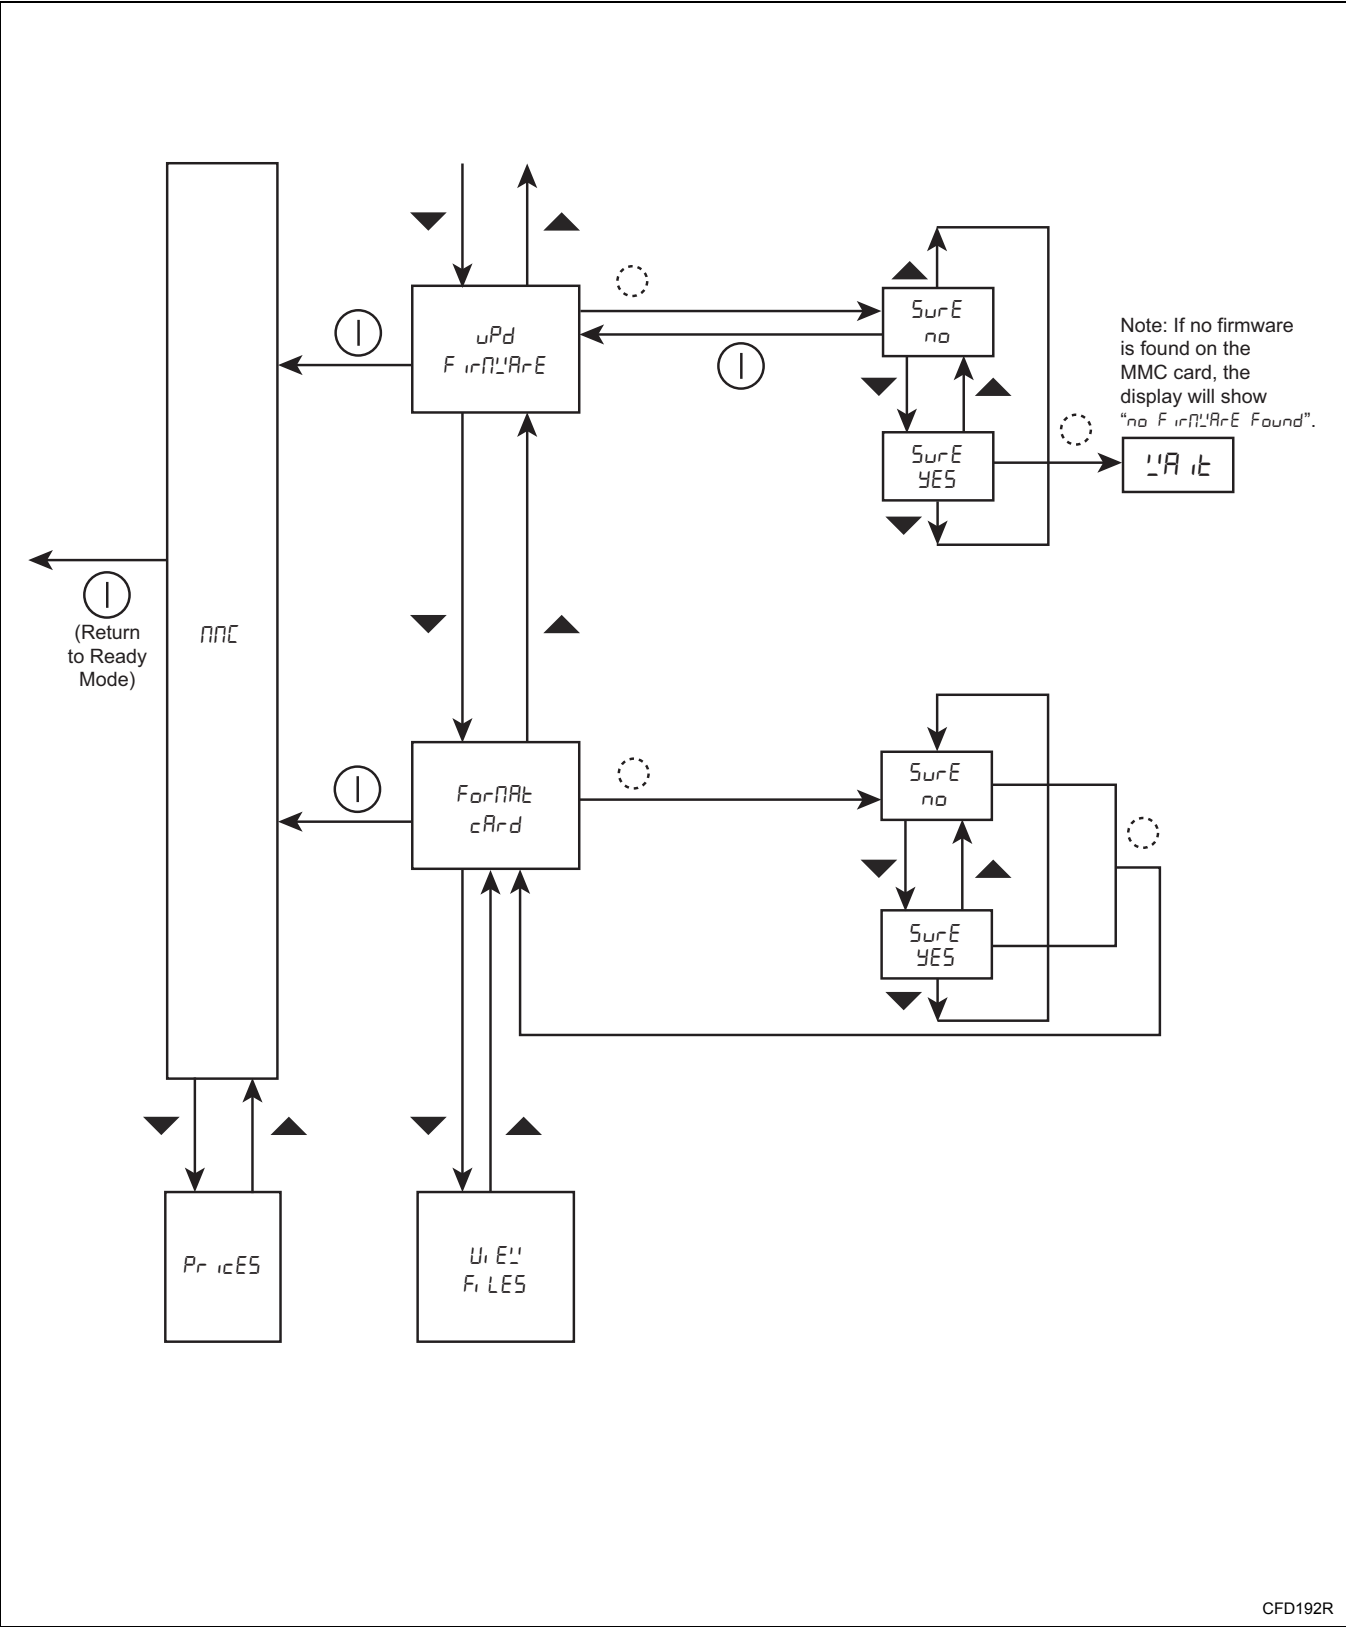 uPd
FirMWArE
SurE
no
Note: If no firmware
is found on the
MMC card, the
display will show
“no FirMWArE Found”.
SurE
YES
WAit
(Return
to Ready
Mode)
MMC
ForMAt
cArd
SurE
no
SurE
YES
PricES
UiEW
FiLES
CFD192R